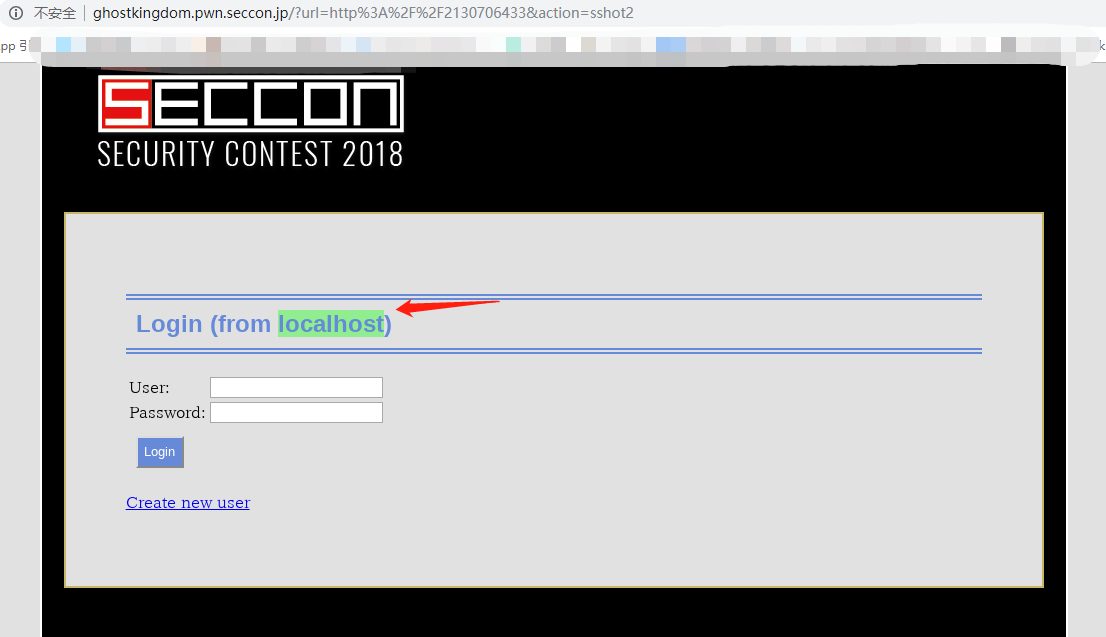 不安全 ghostkingdom.pwn.seccon.jp/?url=http%3A%2F%2F2130706433&action=sshot2
pp 引
SECCON
SECURITY CONTEST 2018
Login (from localhost)
User:
Password:
Login
Create new user